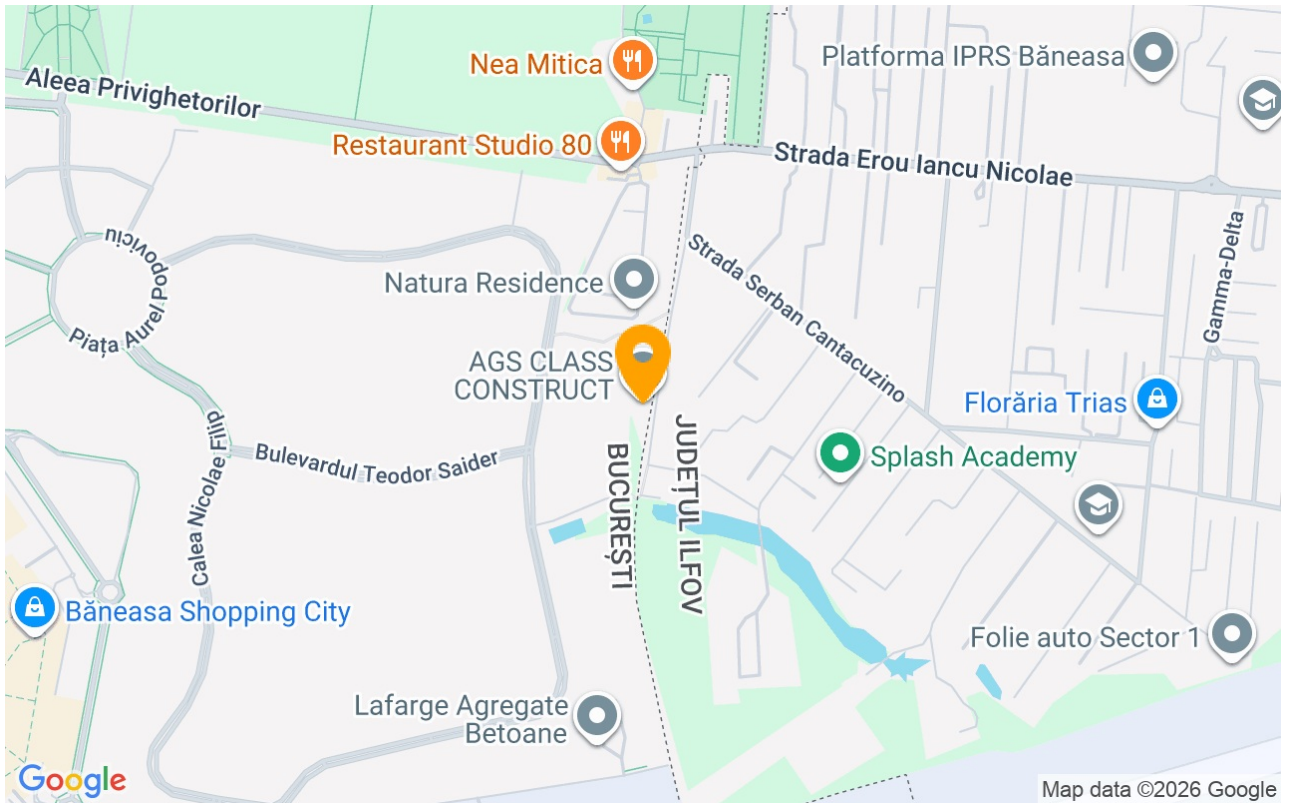 Nea Mitica
Platforma IPRS Băneasa
Aleea Privighetorilor
Restaurant Studio 80
Strada Erou Iancu Nicolae
Piața Aurel Popoviciu
Natura Residence
Strada Serban Cantacuzino
Gamma-Delta
AGS CLASS
CONSTRUCT
Florăria Trias
Calea Nicolae Filip
Bulevardul Teodor Saider
BUCUREȘTI
JUDEȚUL ILFOV
Splash Academy
Băneasa Shopping City
Folie auto Sector 1
Lafarge Agregate
Betoane
Google
Map data ©2026 Google